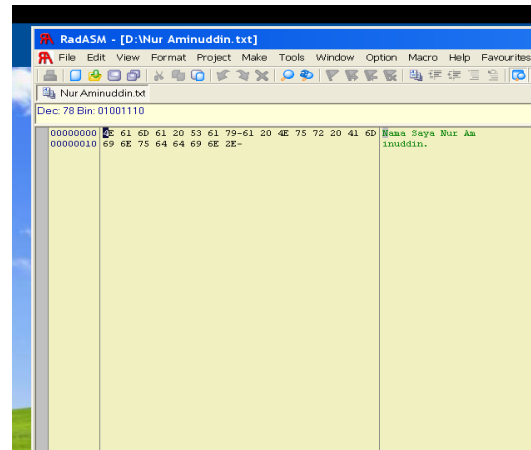 RadASM - [D:\Nur Aminuddin.txt]
File Edit View Format Project Make Tools Window Option Macro Help Favourites
Nur Aminuddin.txt
Dec: 78 Bin: 01001110
00000000 4E 61 6D 61 20 53 61 79-61 20 4E 75 72 20 41 6D Nama Saya Nur Am
00000010 69 6E 75 64 64 69 6E 2E- inuddin.